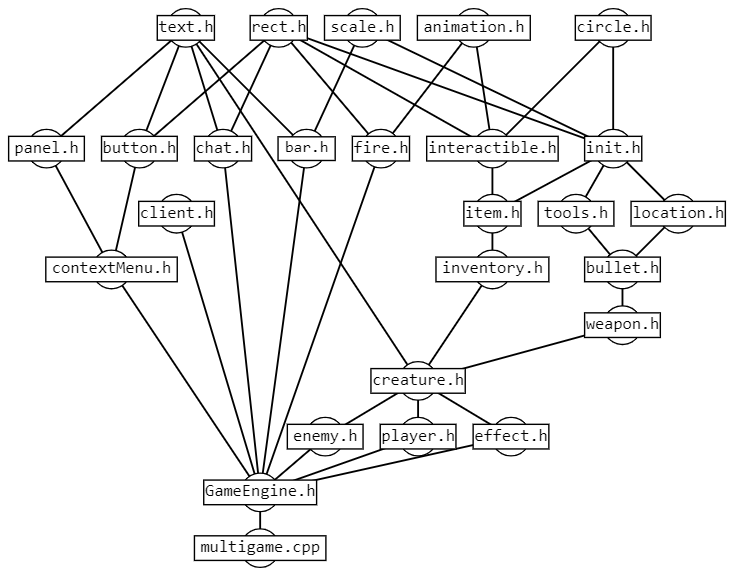 text.h
rect.h
scale.h
animation.h
circle.h
panel.h
button.h
chat.h
bar.h
fire.h
interactible.h
init.h
client.h
item.h
tools.h
location.h
contextMenu.h
inventory.h
bullet.h
weapon.h
creature.h
enemy.h
player.h
effect.h
GameEngine.h
multigame.cpp